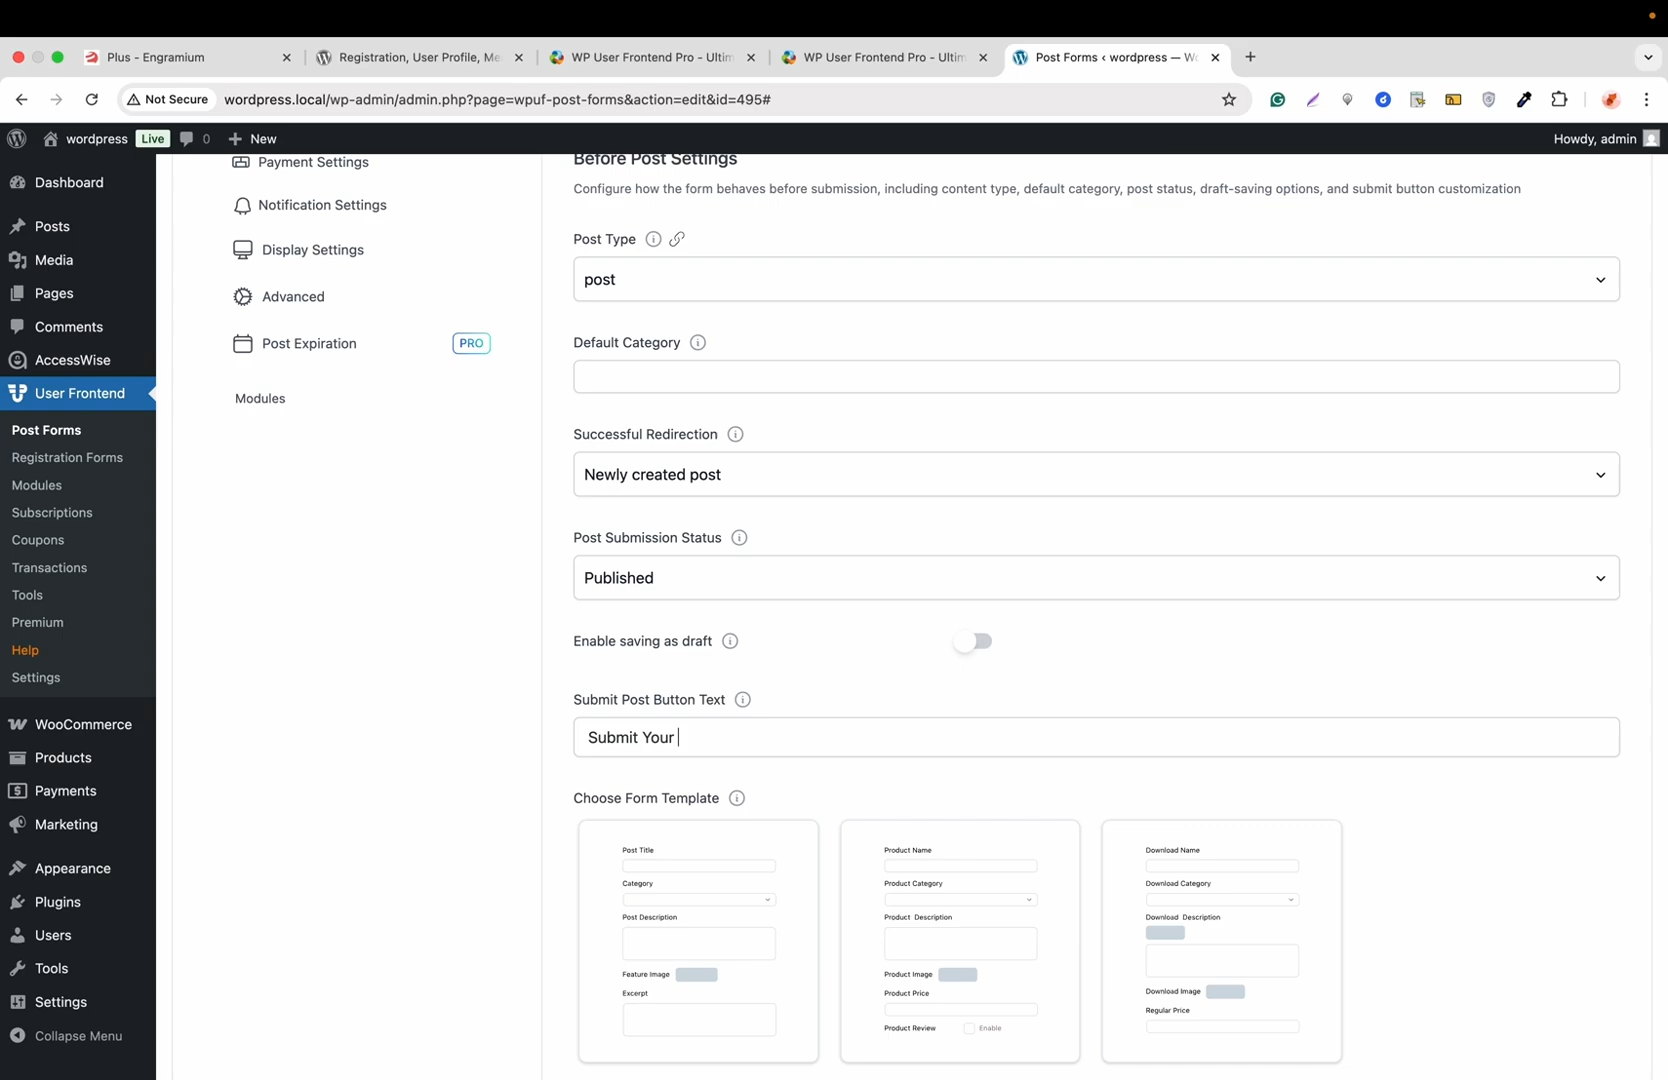 Plus - Engramium
Registration, User Profile, Me
WP User Frontend Pro - Ultim
WP User Frontend Pro - Ultim
Post Forms ‹ wordpress — Wo
Not Secure
wordpress.local/wp-admin/admin.php?page=wpuf-post-forms&action=edit&id=495#
wordpress Live 0 New
Howdy, admin
Dashboard
Posts
Media
Pages
Comments
AccessWise
User Frontend
Post Forms
Registration Forms
Modules
Subscriptions
Coupons
Transactions
Tools
Premium
Help
Settings
WooCommerce
Products
Payments
Marketing
Appearance
Plugins
Users
Tools
Settings
Collapse Menu
Payment Settings
Notification Settings
Display Settings
Advanced
Post Expiration PRO
Modules
Before Post Settings
Configure how the form behaves before submission, including content type, default category, post status, draft-saving options, and submit button customization
Post Type
post
Default Category
Successful Redirection
Newly created post
Post Submission Status
Published
Enable saving as draft
Submit Post Button Text
Submit Your
Choose Form Template
Post Title
Category
Post Description
Feature Image
Excerpt
Product Name
Product Category
Product Description
Product Image
Product Price
Product Review Enable
Download Name
Download Category
Download Description
Download Image
Regular Price